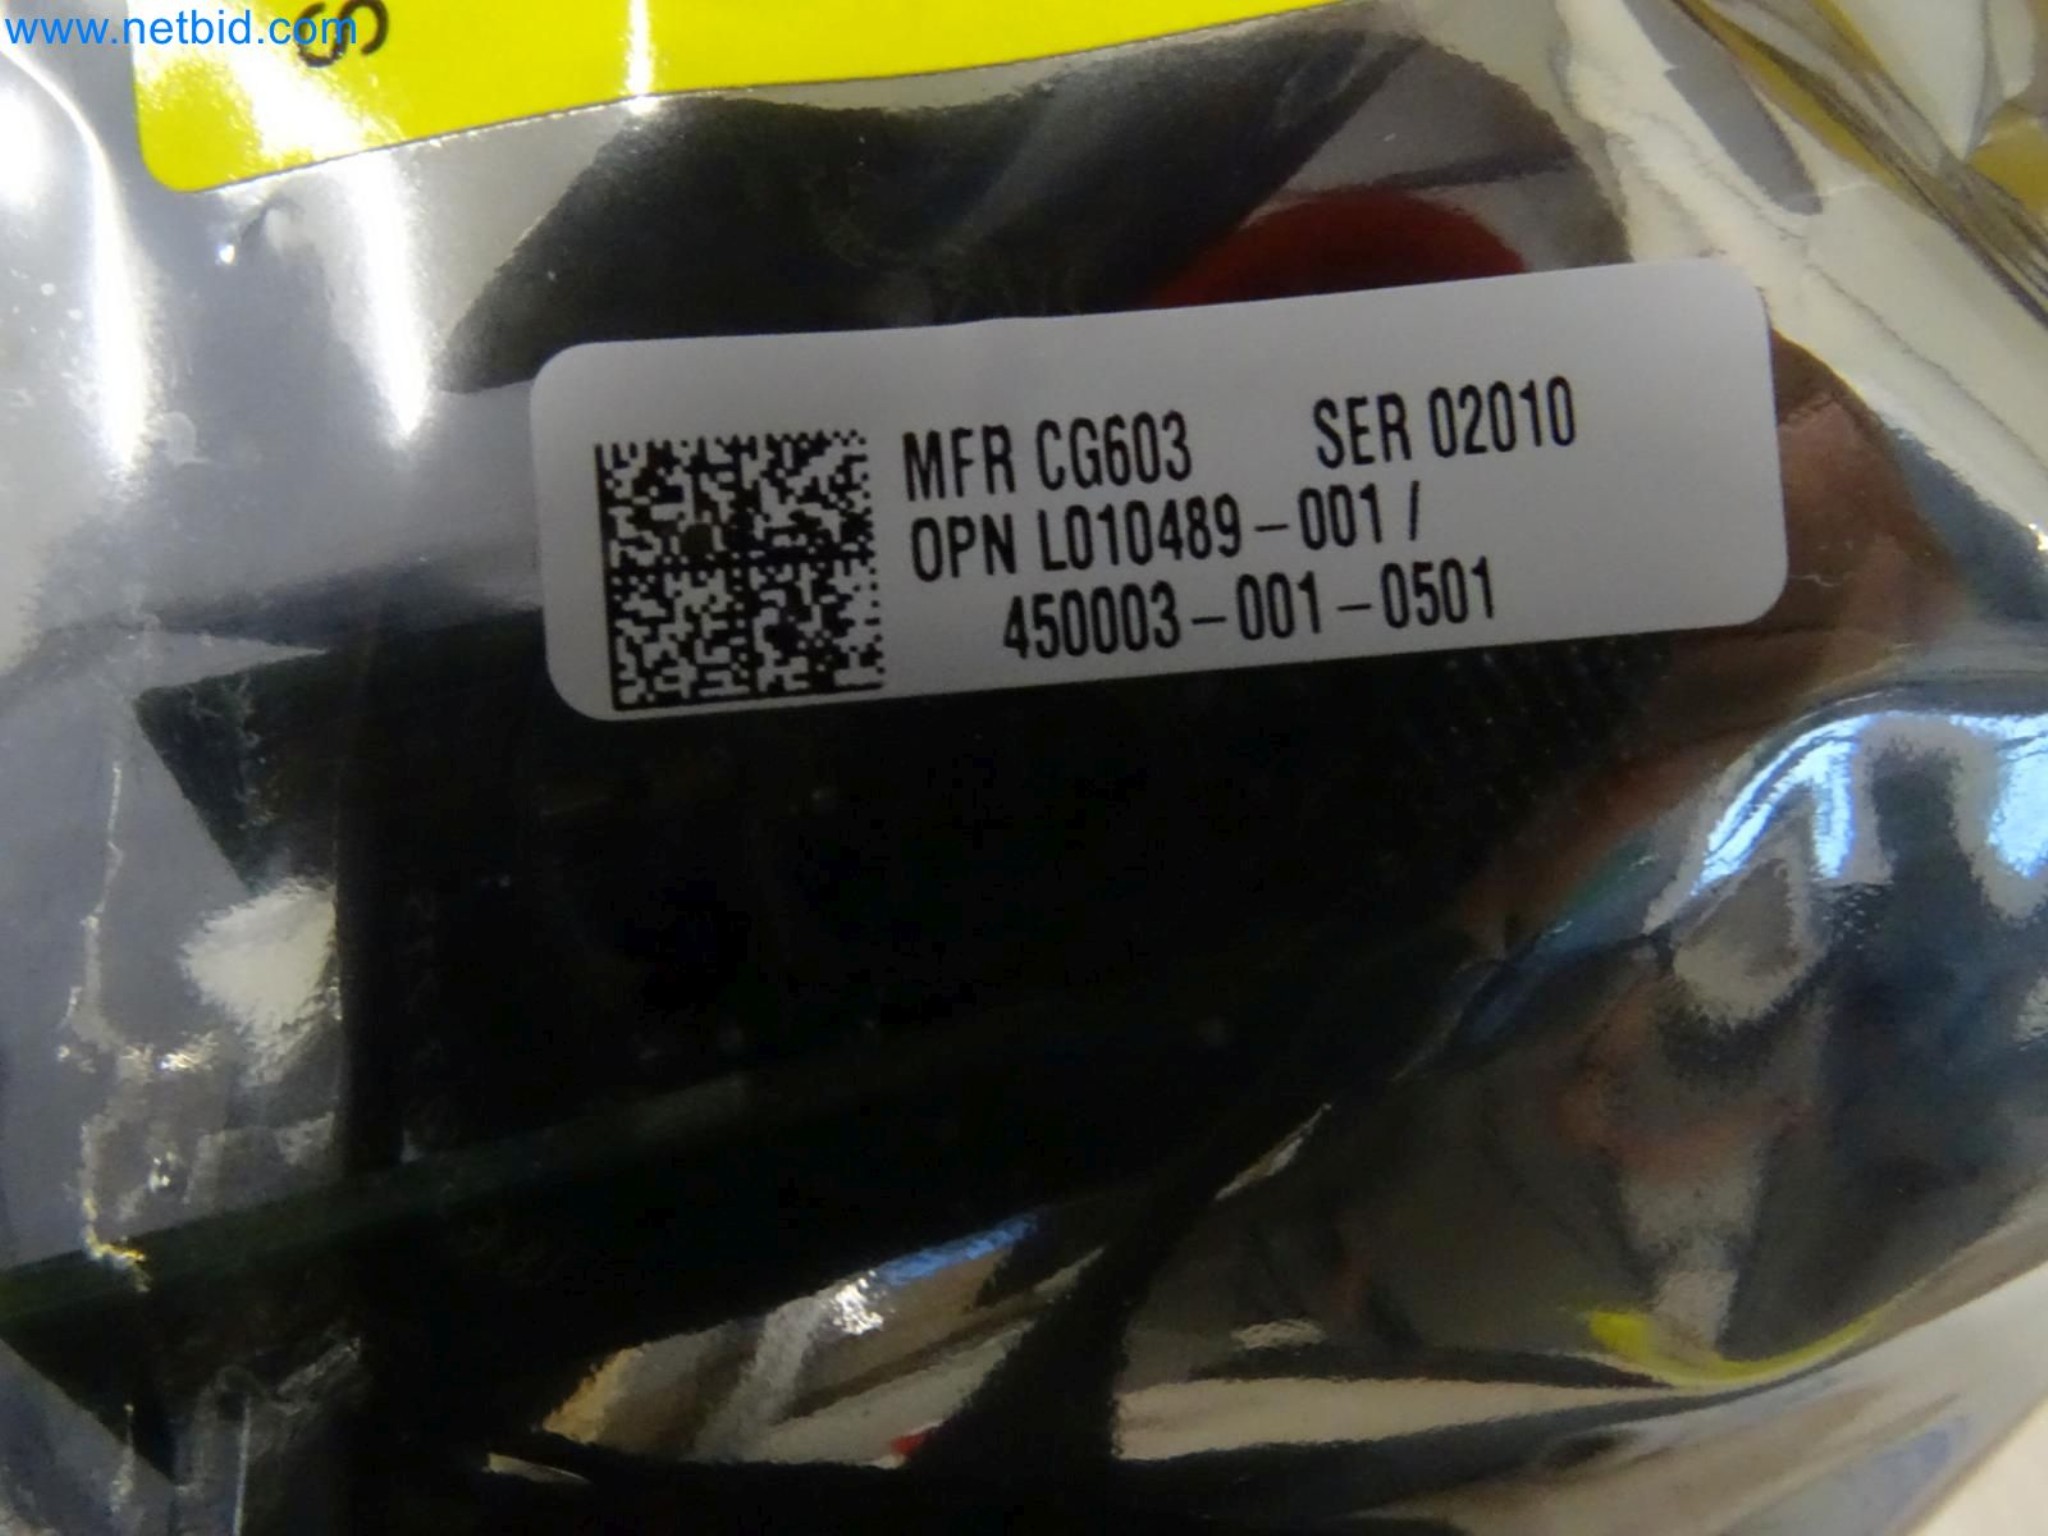 www.netbid.com
S
MFR CG603 SER 02010
OPN L010489-001 /
450003-001-0501